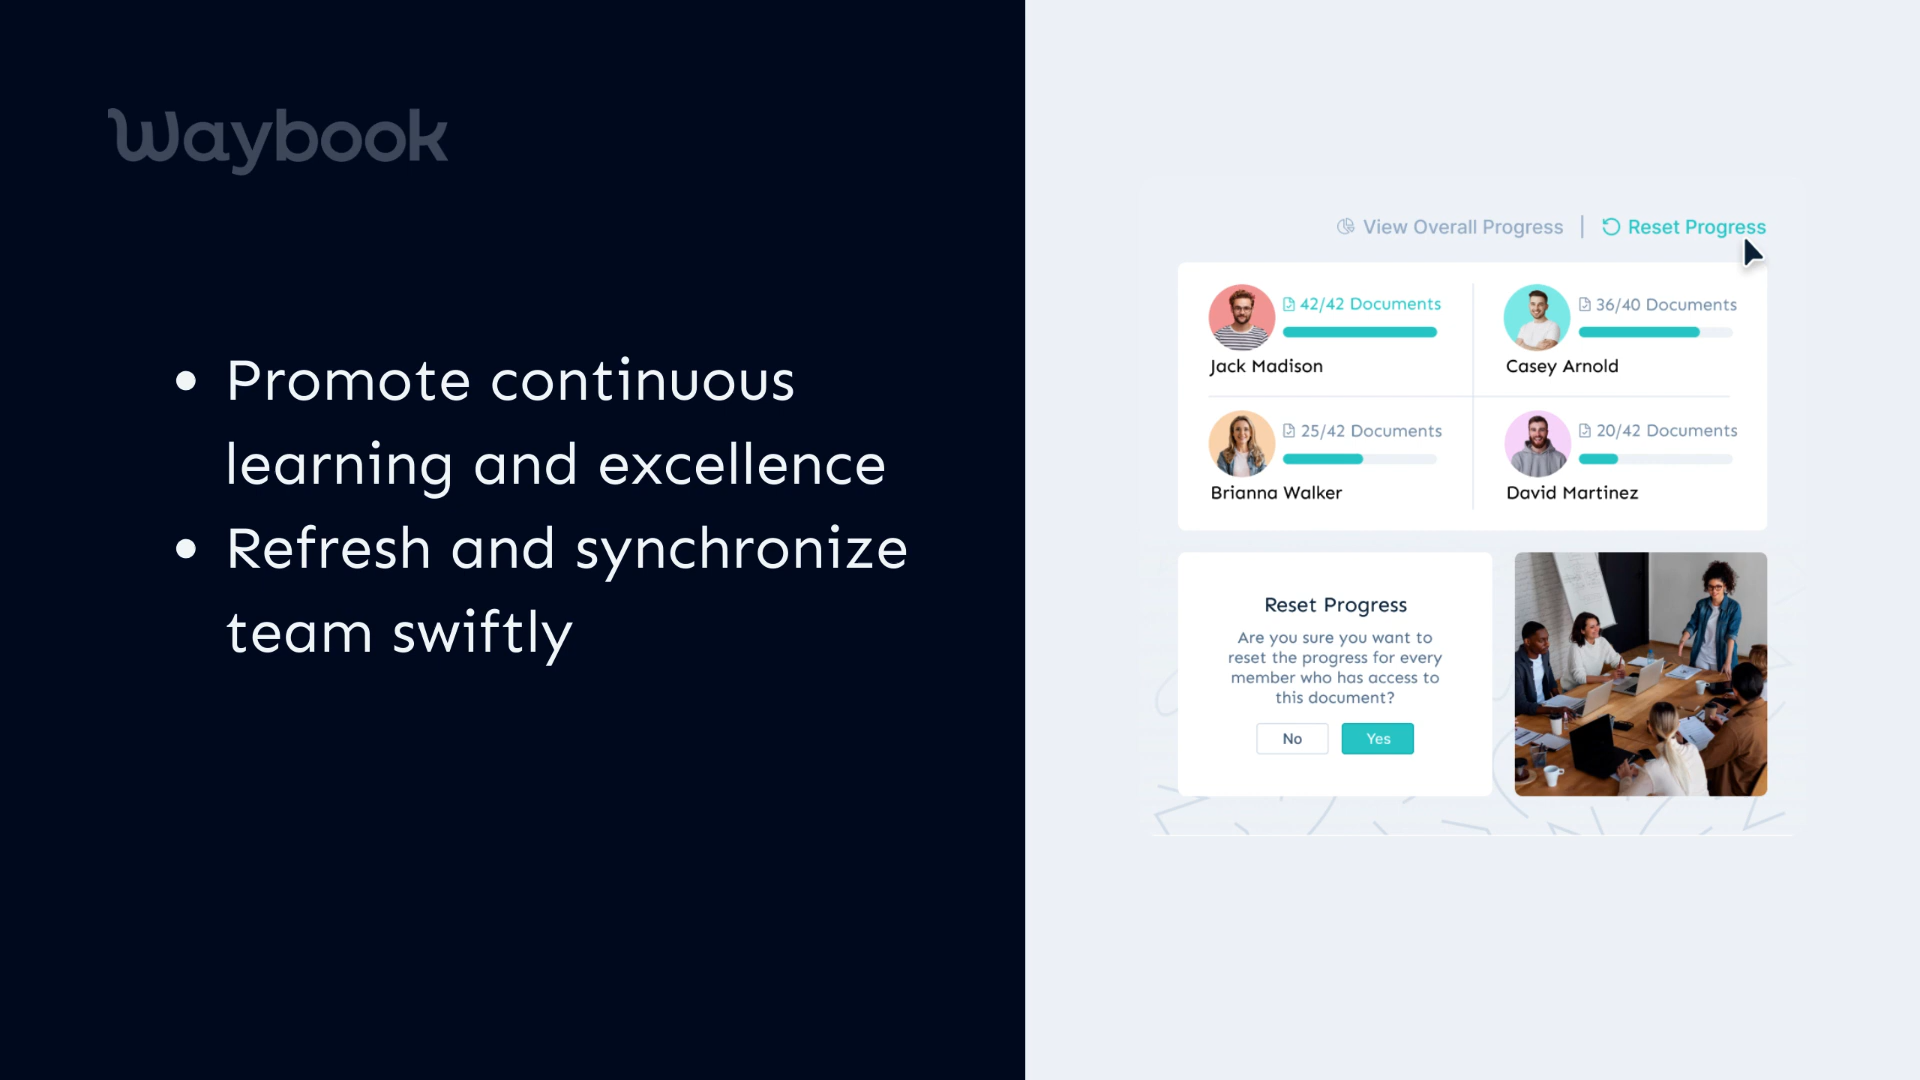 Waybook
• Promote continuous
learning and excellence
• Refresh and synchronize
team swiftly
View Overall Progress | Reset Progress
42/42 Documents
Jack Madison
36/40 Documents
Casey Arnold
25/42 Documents
Brianna Walker
20/42 Documents
David Martinez
Reset Progress
Are you sure you want to
reset the progress for every
member who has access to
this document?
No
Yes